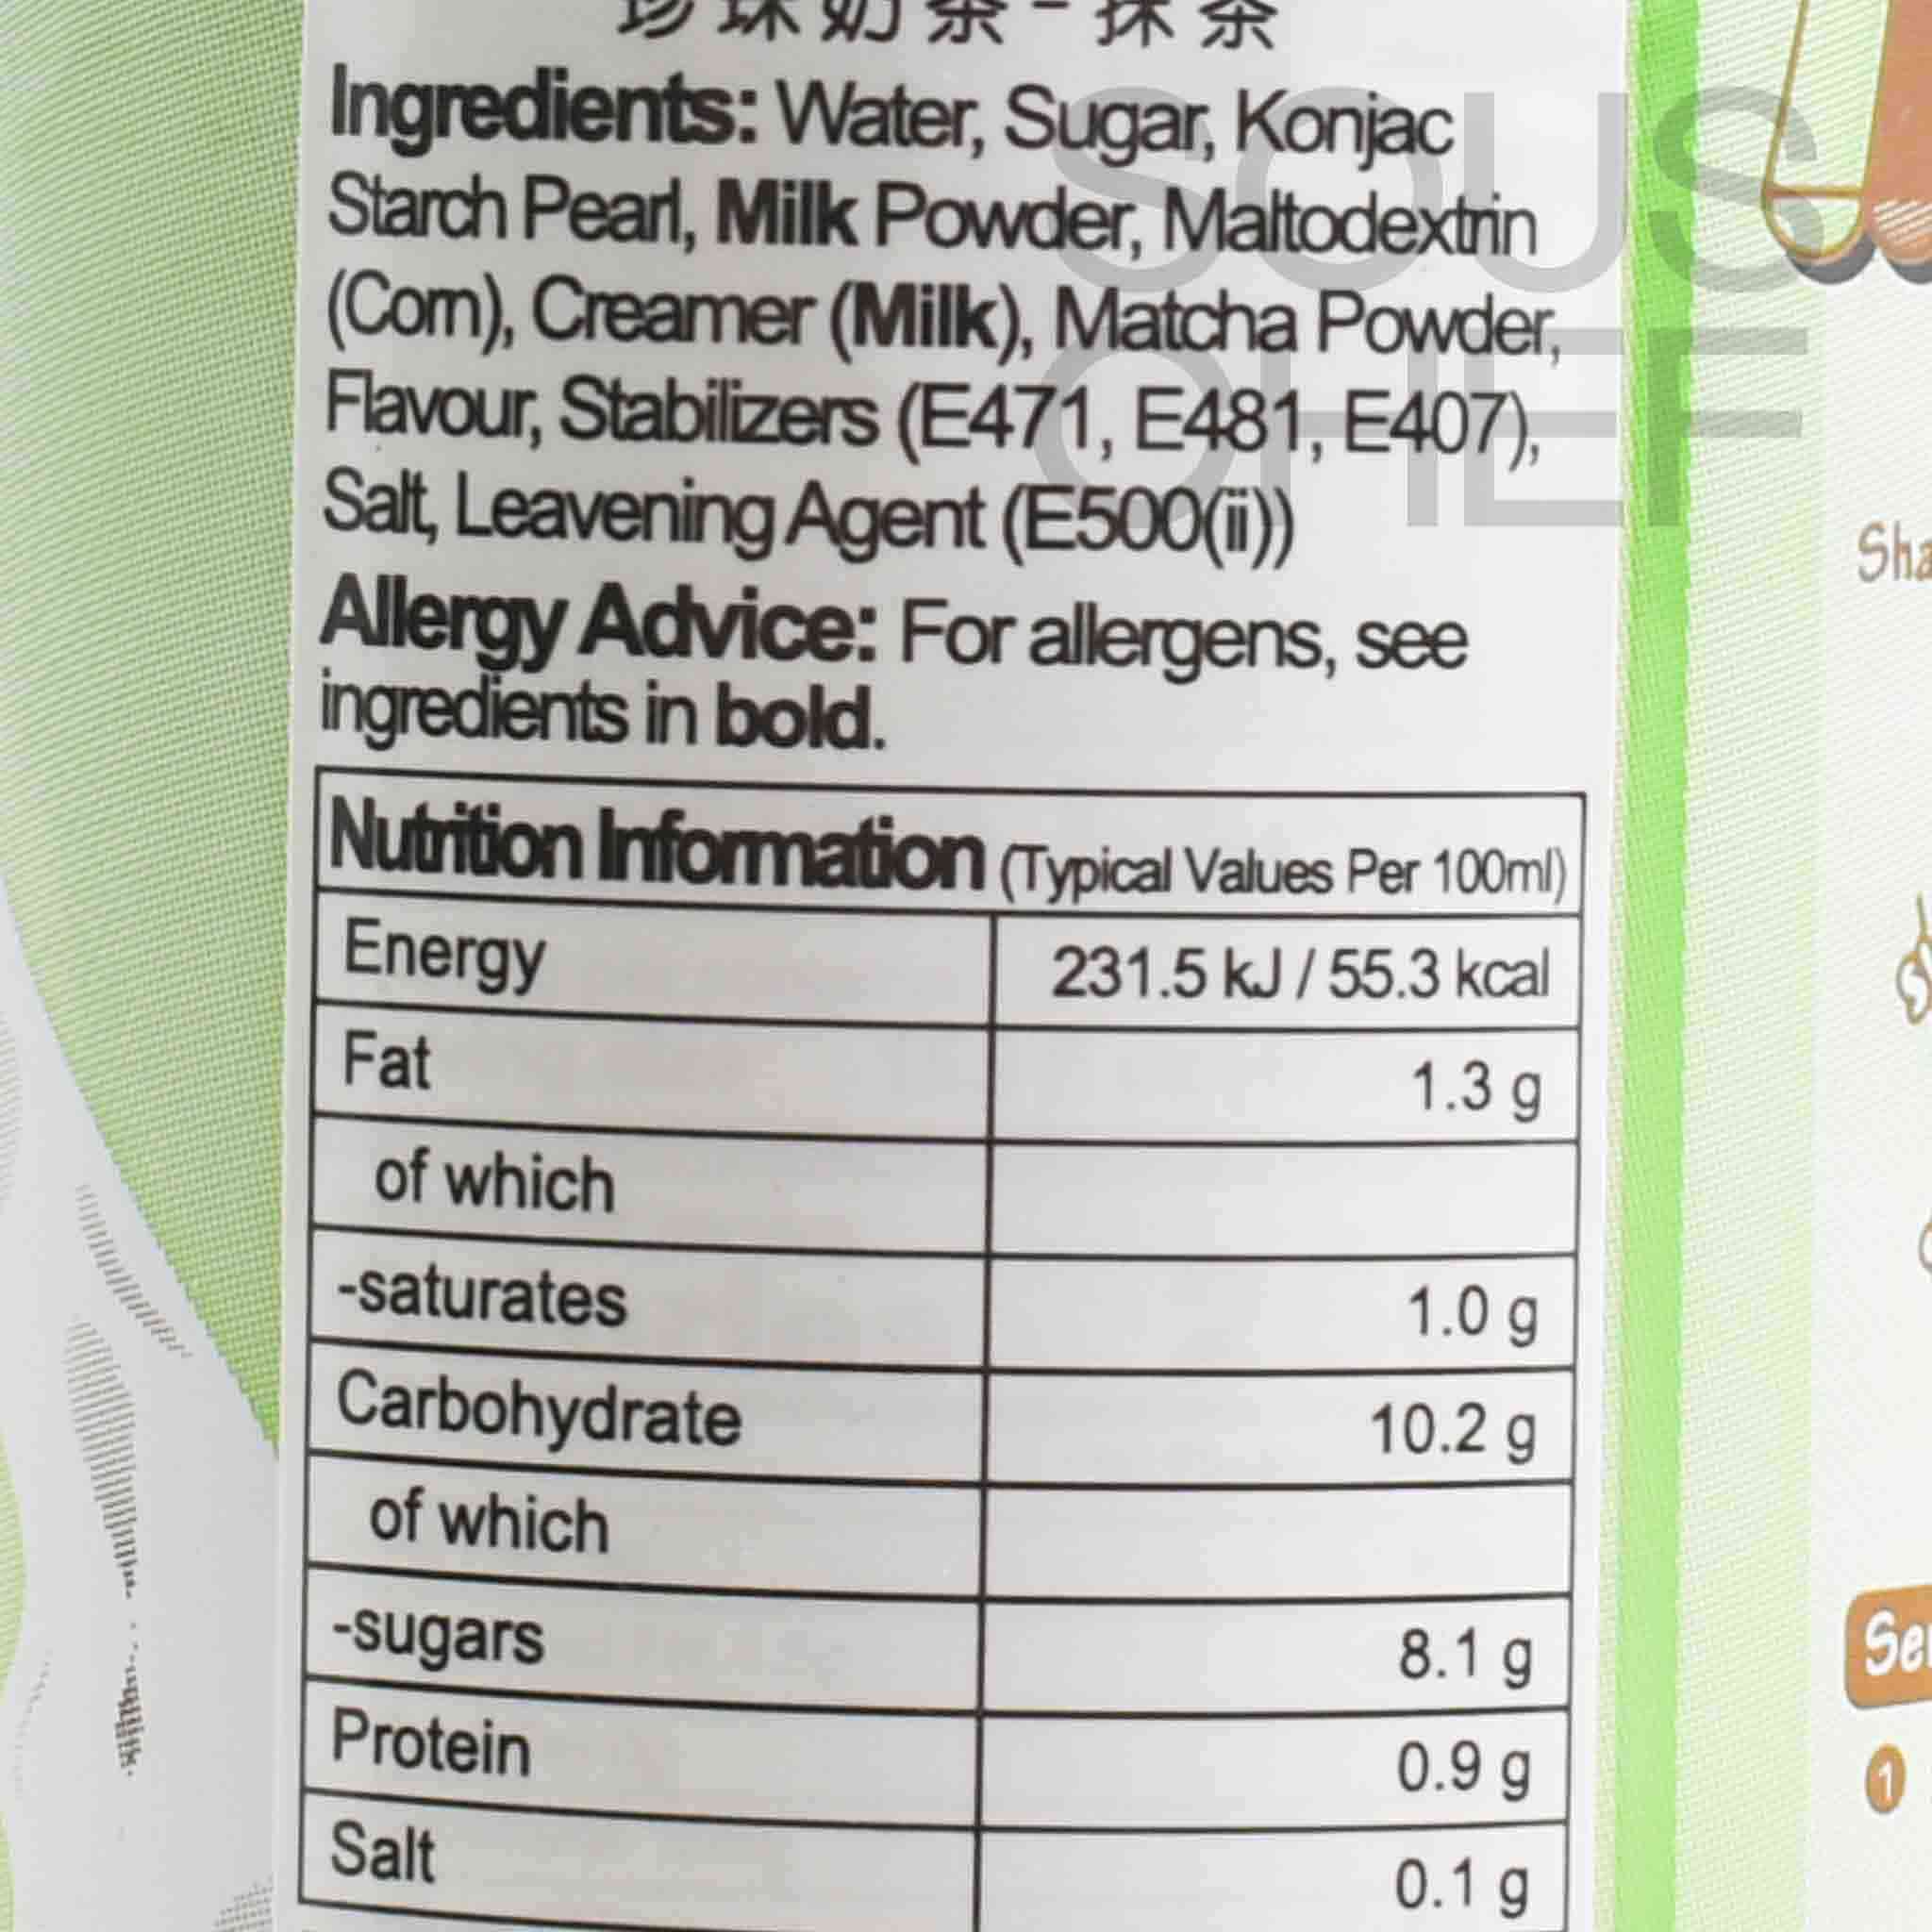 珍珠奶茶-抹茶
Ingredients: Water, Sugar, Konjac
Starch Pearl, Milk Powder, Maltodextrin
(Corn), Creamer (Milk), Matcha Powder,
Flavour, Stabilizers (E471, E481, E407),
Salt, Leavening Agent (E500(ii))
Allergy Advice: For allergens, see
ingredients in bold.
Nutrition Information (Typical Values Per 100ml)
Energy 231.5 kJ / 55.3 kcal
Fat 1.3 g
of which
-saturates 1.0 g
Carbohydrate 10.2 g
of which
-sugars 8.1 g
Protein 0.9 g
Salt 0.1 g
SOUS
CHEF
1